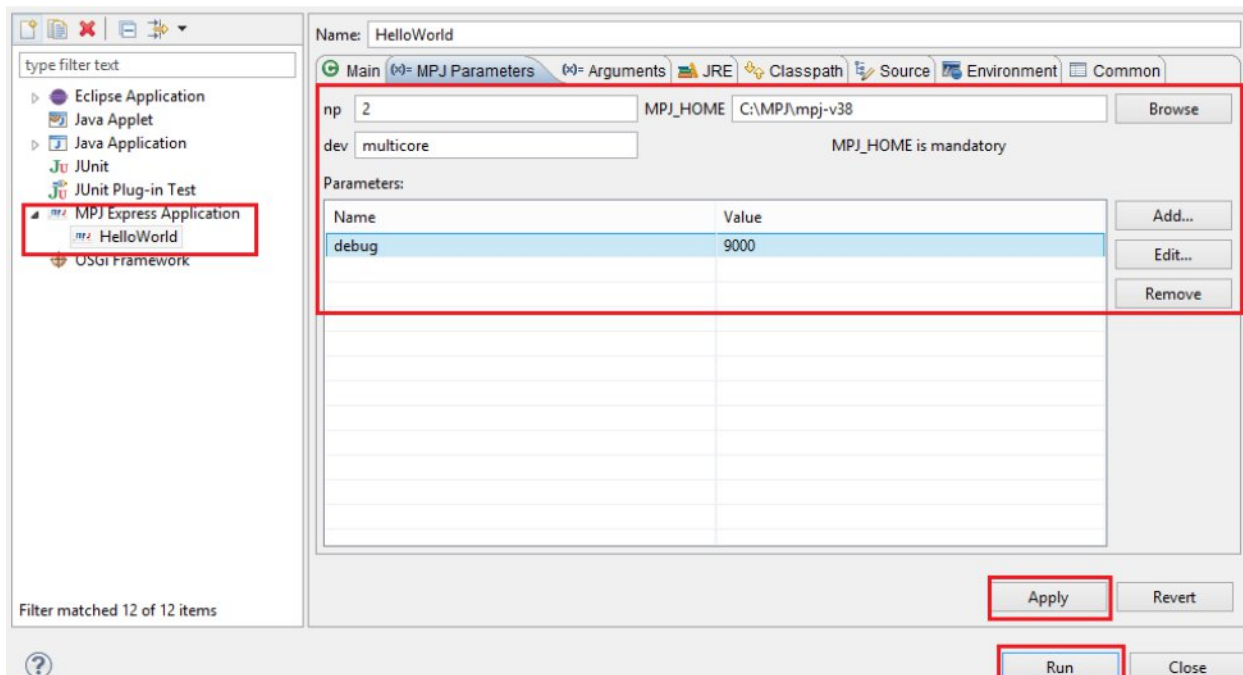 Name: HelloWorld
type filter text
Main (x)= MPJ Parameters (x)= Arguments JRE Classpath Source Environment Common
Eclipse Application
Java Applet
Java Application
JU JUnit
JUnit Plug-in Test
MPJ Express Application
HelloWorld
OSGi Framework
np 2 MPJ_HOME C:\MPJ\mpj-v38 Browse
dev multicore MPJ_HOME is mandatory
Parameters:
Name Value Add...
debug 9000 Edit...
Remove
Apply Revert
Filter matched 12 of 12 items
? Run Close